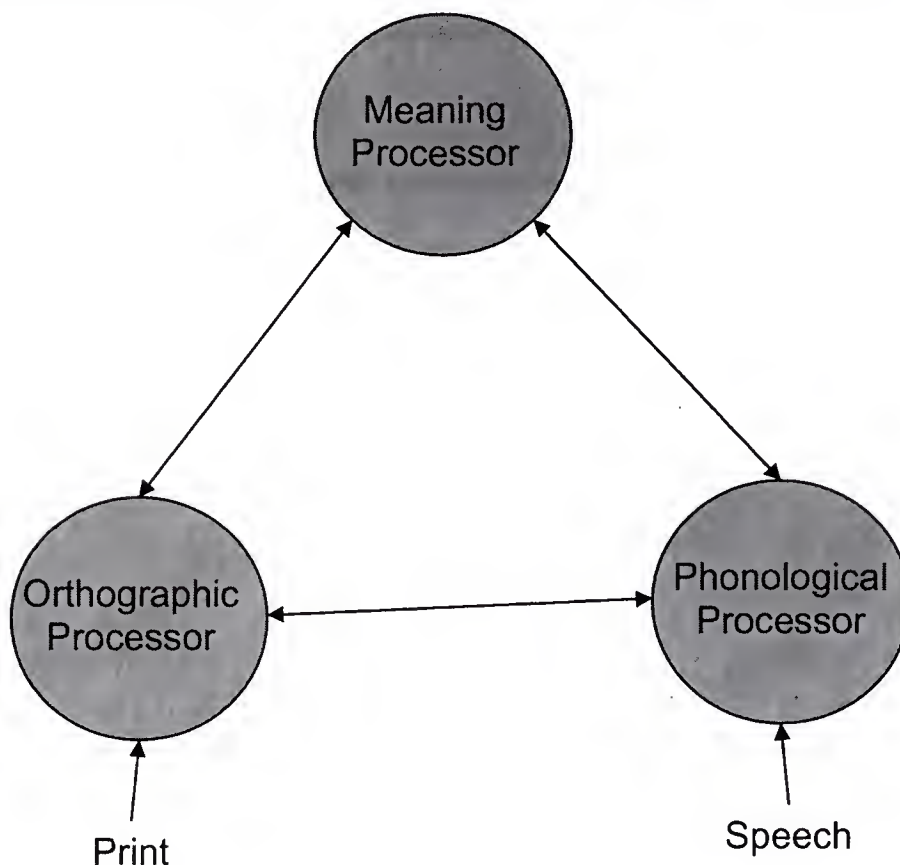 Meaning
Processor
Orthographic
Processor
Phonological
Processor
Print
Speech